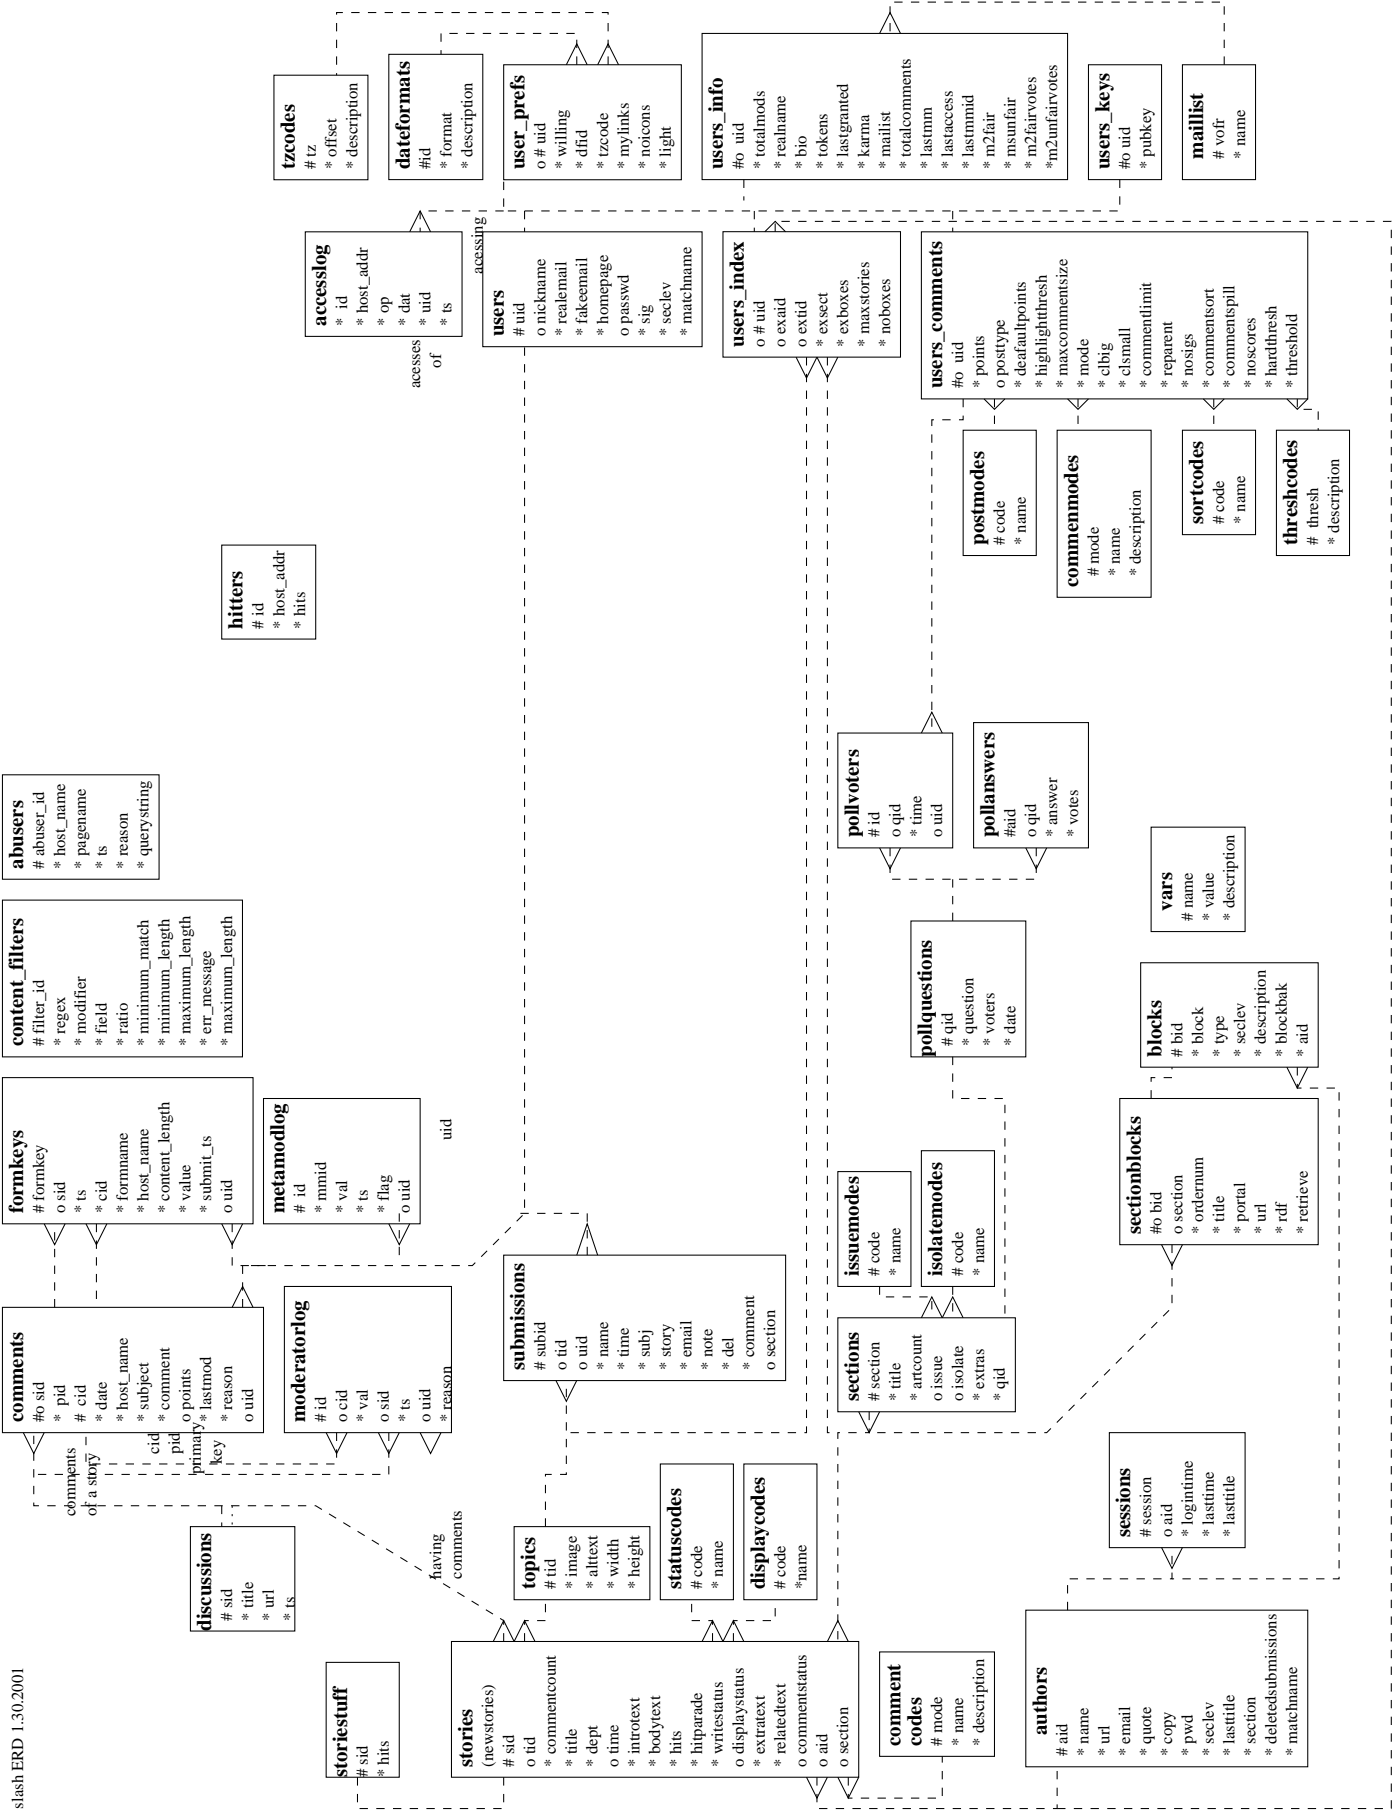 slash ERD 1.30.2001
storiestuff
# sid
* hits
stories
(newstories)
# sid
o tid
* commentcount
* title
* dept
o time
* introtext
* bodytext
* hits
* hitparade
* writestatus
o displaystatus
* extratext
* relatedtext
o commentstatus
o aid
o section
comment
codes
# mode
* name
* description
authors
# aid
* name
* url
* email
* quote
* copy
* pwd
* seclev
* lasttitle
* section
* deletedsubmissions
* matchname
discussions
# sid
* title
* url
* ts
having
comments
topics
# tid
* image
* alttext
* width
* height
statuscodes
# code
* name
displaycodes
# code
*name
sessions
# session
o aid
* logintime
* lasttime
* lasttitle
comments
of a story
cid
pid
primary
key
comments
#o sid
* pid
# cid
* date
* host_name
* subject
* comment
o points
* lastmod
* reason
o uid
moderatorlog
# id
o cid
* val
o sid
* ts
o uid
* reason
submissions
# subid
o tid
o uid
* name
* time
* subj
* story
* email
* note
* del
* comment
o section
sections
# section
* title
* artcount
o issue
o isolate
* extras
* qid
issuemodes
# code
* name
isolatemodes
# code
* name
sectionblocks
#o bid
o section
* ordernum
* title
* portal
* url
* rdf
* retrieve
formkeys
# formkey
o sid
* ts
* cid
* formname
* host_name
* content_length
* value
* submit_ts
o uid
metamodlog
# id
* mmid
* val
* ts
* flag
o uid
uid
content_filters
# filter_id
* regex
* modifier
* field
* ratio
* minimum_match
* minimum_length
* maximum_length
* err_message
* maximum_length
abusers
# abuser_id
* host_name
* pagename
* ts
* reason
* querystring
pollquestions
# qid
* question
* voters
* date
blocks
# bid
* block
* type
* seclev
* description
* blockbak
* aid
vars
# name
* value
* description
pollvoters
# id
o qid
* time
o uid
pollanswers
#aid
o qid
* answer
* votes
hitters
# id
* host_addr
* hits
postmodes
# code
* name
commenmodes
# mode
* name
* description
sortcodes
# code
* name
threshcodes
# thresh
* description
acesses
of
accesslog
* id
* host_addr
* op
* dat
* uid
* ts
acessing
users
# uid
o nickname
* realemail
* fakeemail
* homepage
o passwd
* sig
* seclev
* matchname
users_index
o # uid
o exaid
o extid
* exsect
* exboxes
* maxstories
* noboxes
users_comments
#o uid
* points
o posttype
* deafaultpoints
* highlightthresh
* maxcommentsize
* mode
* clbig
* clsmall
* commentlimit
* reparent
* nosigs
* commentsort
* commentspill
* noscores
* hardthresh
* threshold
tzcodes
# tz
* offset
* description
dateformats
#id
* format
* description
user_prefs
o # uid
* willing
* dfid
* tzcode
* mylinks
* noicons
* light
users_info
#o uid
* totalmods
* realname
* bio
* tokens
* lastgranted
* karma
* mailist
* totalcomments
* lastmm
* lastaccess
* lastmmid
* m2fair
* msunfair
* m2fairvotes
*m2unfairvotes
users_keys
#o uid
* pubkey
maillist
# vofr
* name